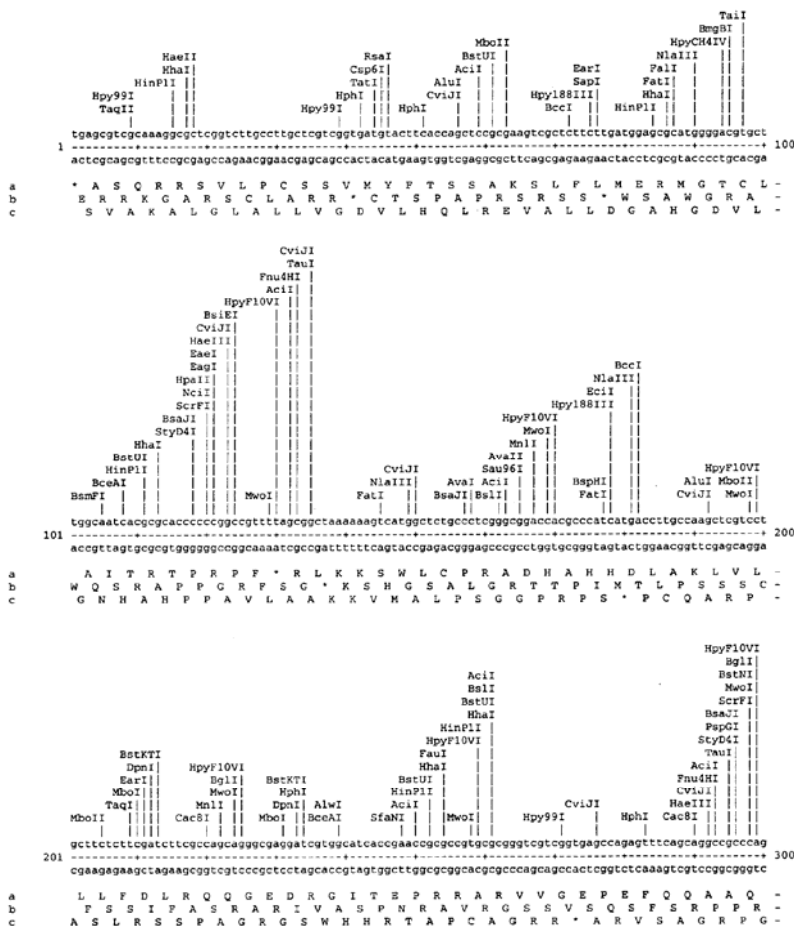 TaiI
BmgBI
MboII HpyCH4IV
HaeII RsaI BstUI NlaIII
HhaI Csp6I AciI EarI PalI
HinP1I TatI AluI SapI FatI
Hpy99I HphI CviJI Hpy188III HhaI
TaqII Hpy99I HphI BccI HinP1I
tgagcgtcgcaaaggcgctcggtcttgccttgctcgtcggtgatgtacttcaccagctccgcgaagtcgctcttcttgatggagcgcatggggacgtgct
1 100
actcgcagcgtttccgcgagccagaacggaacgagcagccactacatgaagtggtcgaggcgcttcagcgagaagaactacctcgcgtacccctgcacga
a * A S Q R R S V L P C S S V M Y F T S S A K S L F L M E R M G T C L -
b E R R K G A R S C L A R R * C T S P A P R S R S S * W S A W G R A -
c S V A K A L G L A L L V G D V L H Q L R E V A L L D G A H G D V L -
CviJI
TauI
Fnu4HI
AciI
HpyF10VI
BsiEI
CviJI
HaeIII
EaeI
EagI BccI
HpaII NlaIII
NciI EciI
ScrFI Hpy188III
BsaJI HpyF10VI
StyD4I MwoI
HhaI MnlI
BstUI AvaII
HinP1I CviJI Sau96I HpyF10VI
BceAI NlaIII AvaI AciI BspHI AluI MboII
BsmFI MwoI FatI BsaJI BslI FatI CviJI MwoI
tggcaatcacgcgcacccccccggccgttttagcggctaaaaaagtcatggctctgccctcgggcggaccacgcccatcatgaccttgccaagctcgtcct
101 200
accgttagtgcgcgtgggggggccggcaaaatcgccgattttttcagtaccgagacgggagcccgcctggtgcgggtagtactggaacggttcgagcagga
a A I T R T P R P F * R L K K S W L C P R A D H A H H D L A K L V L -
b W Q S R A P P G R F S G * K S H G S A L G R T T P I M T L P S S S C
c G N H A H P P A V L A A K K V M A L P S G G P R P S * P C Q A R P -
HpyF10VI
BglI
AciI BstNI
BslI MwoI
BstUI ScrFI
HhaI BsaJI
HinP1I PspGI
HpyF10VI StyD4I
BstKTI FauI TauI
DpnI HpyF10VI BstKTI HhaI AciI
EarI BglI HphI BstUI Fnu4HI
MboI MwoI DpnI HinP1I CviJI
TaqI MnlI AlwI AciI CviJI HaeIII
MboII Cac8I MboI BceAI SfaNI MwoI Hpy99I HphI Cac8I
gcttctcttcgatcttcgccagcagggcgaggatcgtggcatcaccgaaccgcgccgtgcgcgggtcgtcggtgagccagagtttcagcaggccgcccag
201 300
cgaagagaagctagaagcggtcgtcccgctcctagcaccgtagtggcttggcgcggcacgcgcccagcagccactcggtctcaaagtcgtccggcgggtc
a L L F D L R Q Q G E D R G I T E P R R A R V V G E P E F Q Q A A Q -
b F S S I F A S R A R I V A S P N R A V R G S S V S Q S F S R P P R
c A S L R S S P A G R G S W H H R T A P C A G R R * A R V S A G R P G -